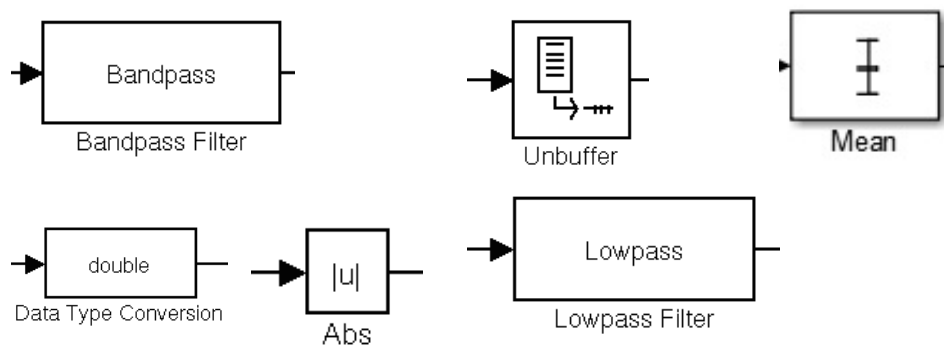 Bandpass
Bandpass Filter
Unbuffer
Mean
double
Data Type Conversion
|u|
Abs
Lowpass
Lowpass Filter